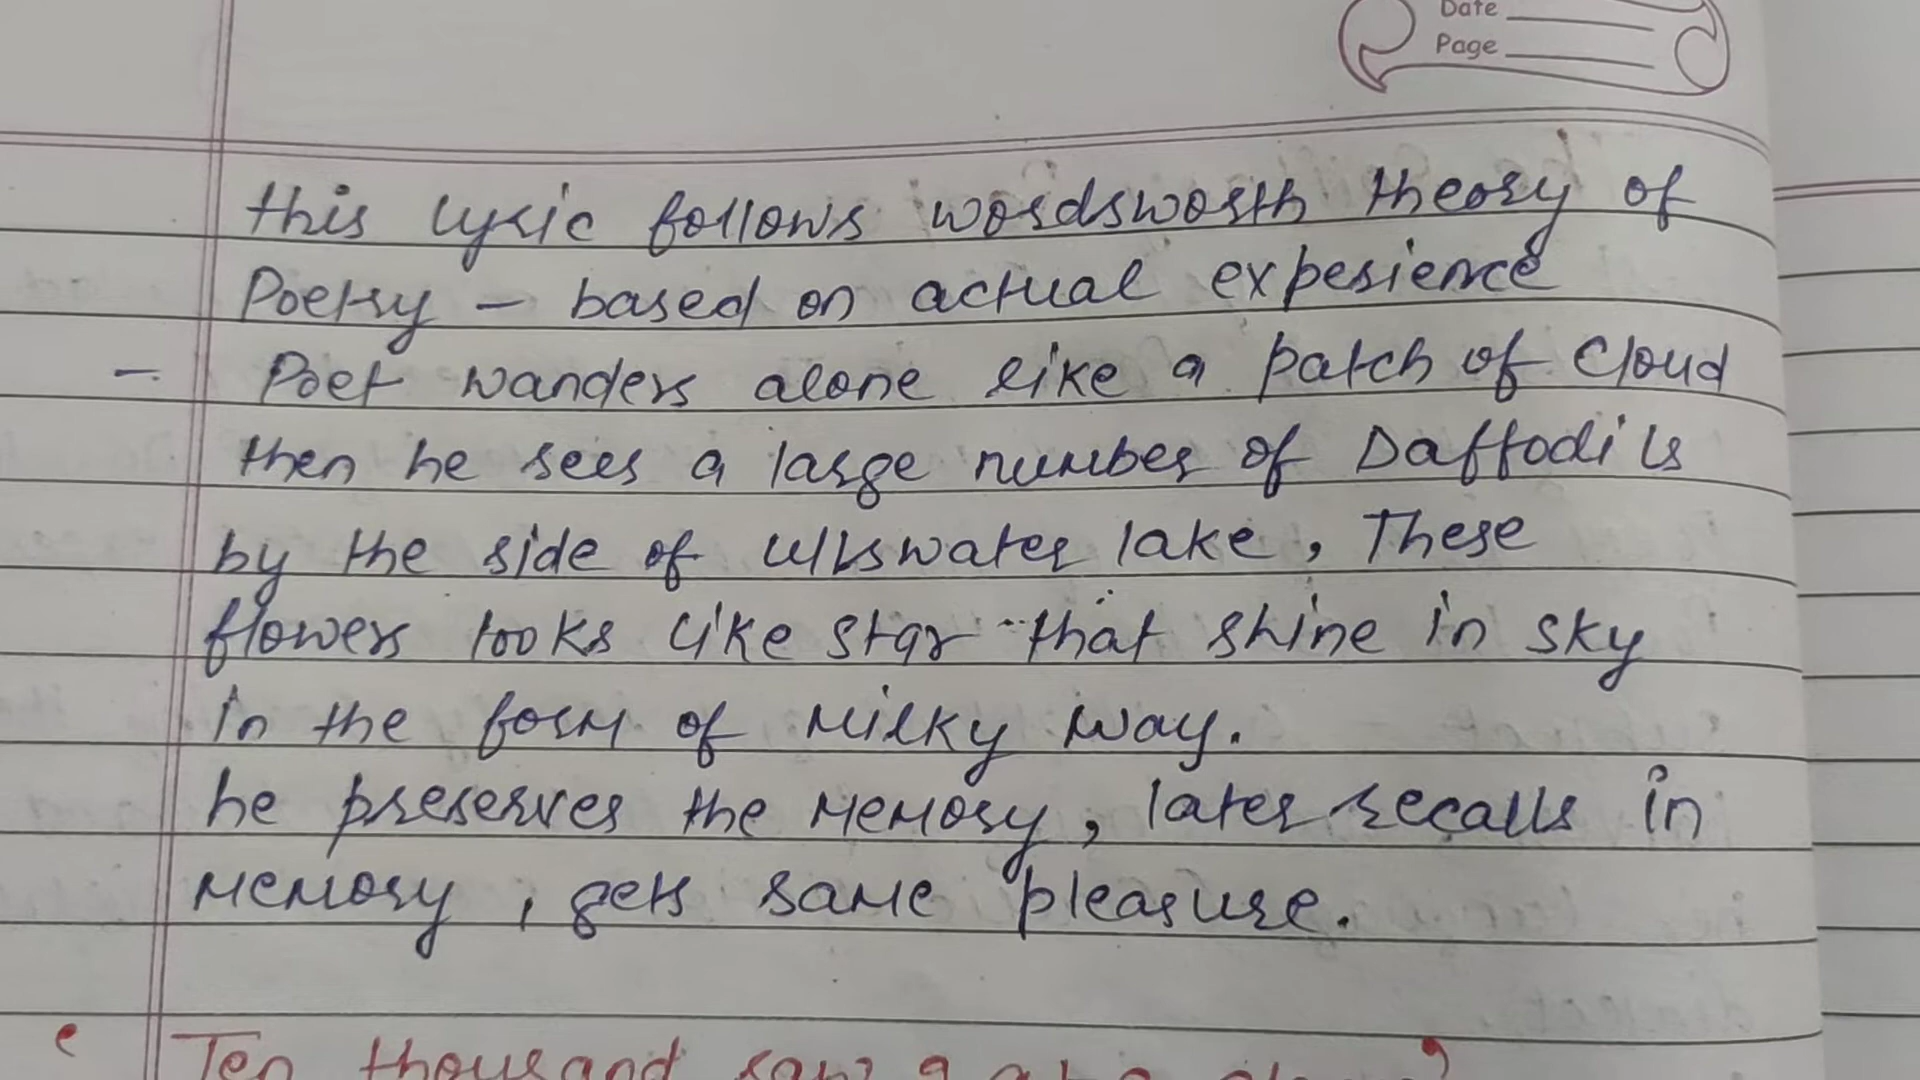 Date
Page
this lyric follows wordsworth theory of
Poetry - based on actual experience
- Poet wanders alone like a patch of cloud
then he sees a large number of Daffodils
by the side of Ullswater lake, These
flowers looks like star that shine in sky
in the form of Milky way.
he preserves the memory, later recalls in
memory, gets same pleasure.
Ten thousand saw I at a glance